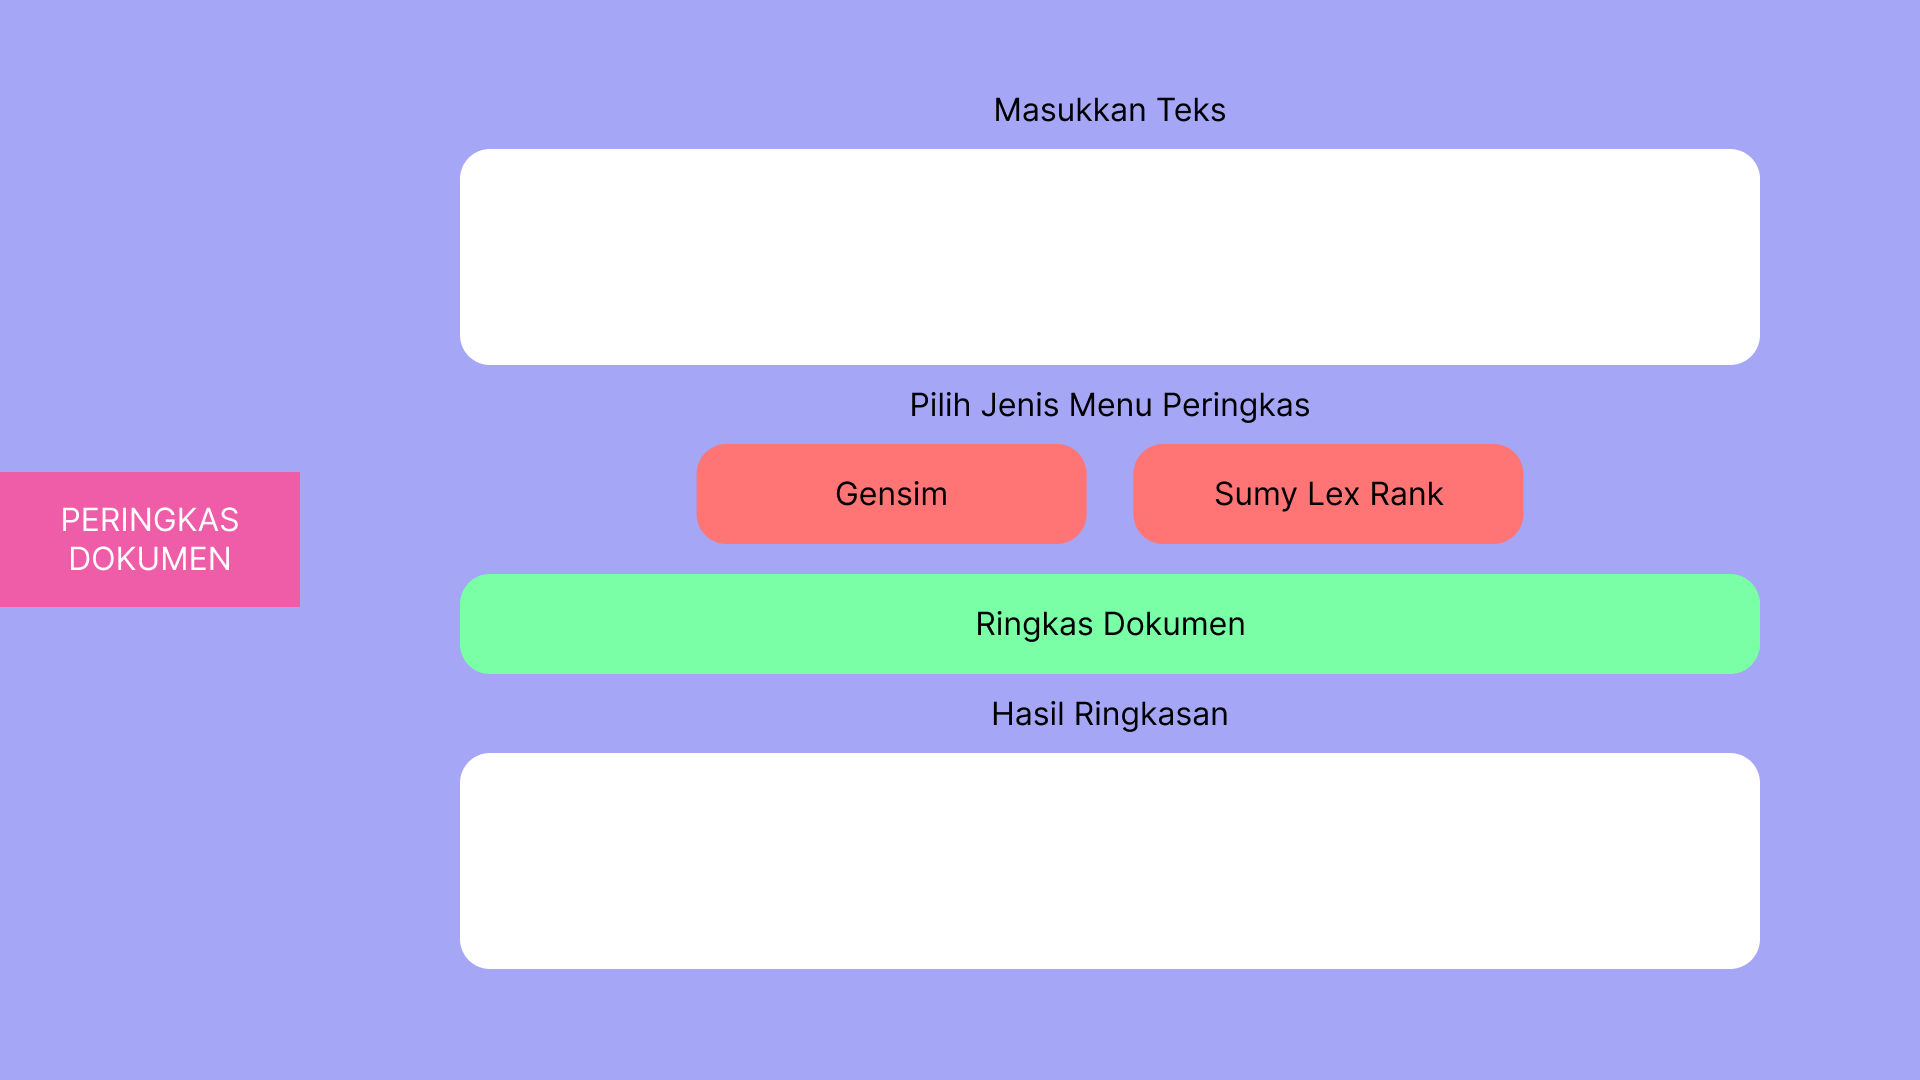 PERINGKAS
DOKUMEN
Masukkan Teks
Pilih Jenis Menu Peringkas
Gensim
Sumy Lex Rank
Ringkas Dokumen
Hasil Ringkasan